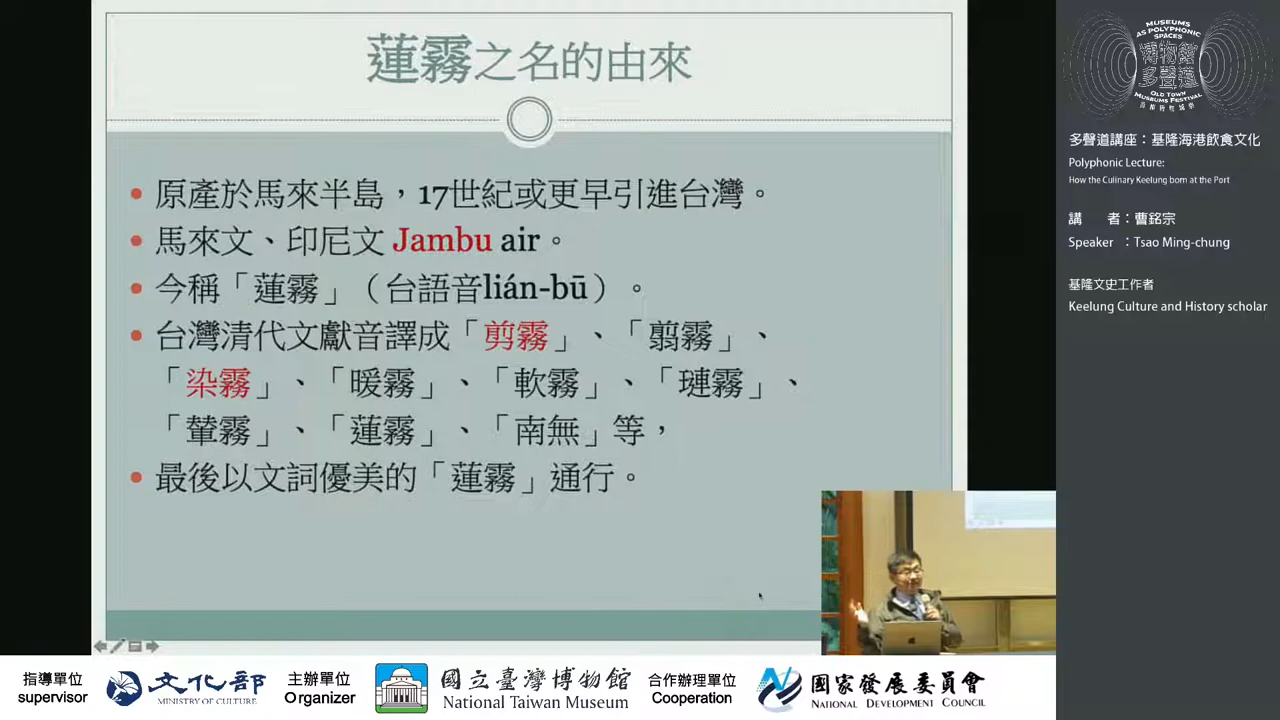 蓮霧之名的由來
原產於馬來半島，17世紀或更早引進台灣。
馬來文、印尼文 Jambu air。
今稱「蓮霧」（台語音lián-bū）。
台灣清代文獻音譯成「剪霧」、「翦霧」、
「染霧」、「暖霧」、「軟霧」、「璉霧」、
「輦霧」、「蓮霧」、「南無」等，
最後以文詞優美的「蓮霧」通行。
MUSEUMS
AS POLYPHONIC
SPACES
博物館
多聲道
OLD TOWN
MUSEUMS FESTIVAL
多聲道講座：基隆海港飲食文化
Polyphonic Lecture:
How the Culinary Keelung born at the Port
講 者：曹銘宗
Speaker ：Tsao Ming-chung
基隆文史工作者
Keelung Culture and History scholar
指導單位
supervisor
文化部
MINISTRY OF CULTURE
主辦單位
Organizer
國立臺灣博物館
National Taiwan Museum
合作辦理單位
Cooperation
國家發展委員會
NATIONAL DEVELOPMENT COUNCIL